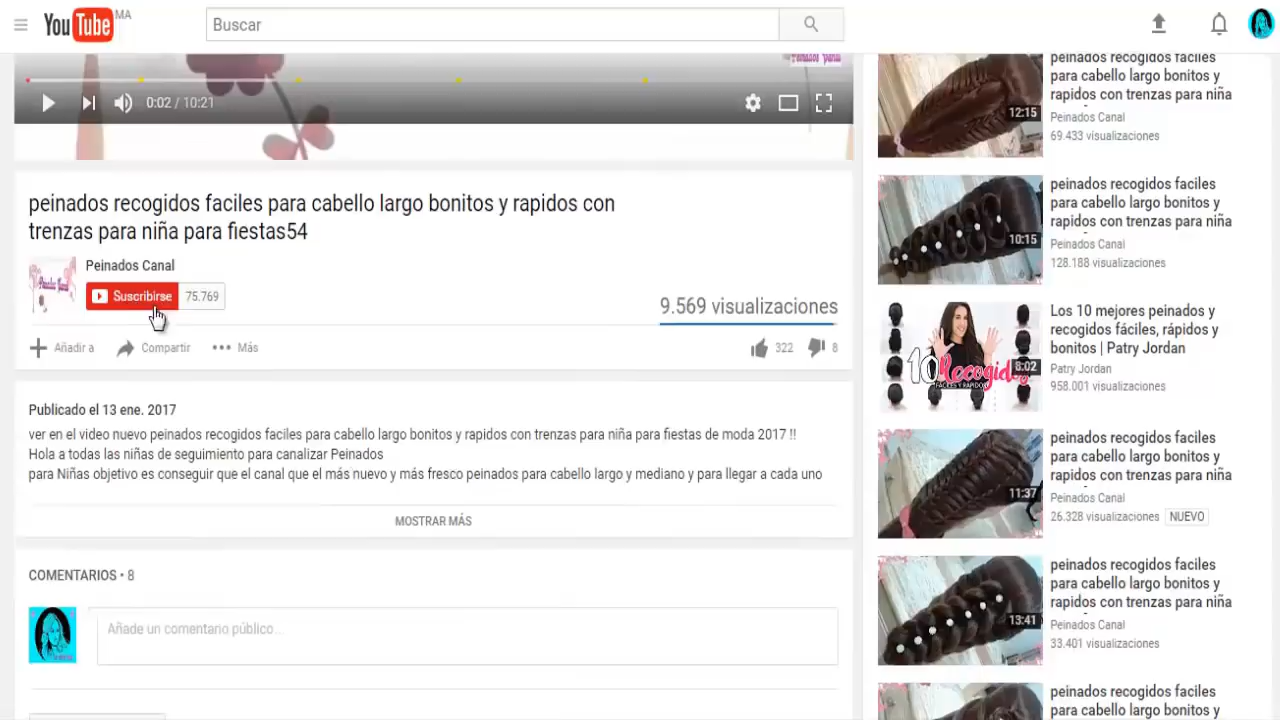 YouTube MA
Buscar
0:02 / 10:21
peinados recogidos faciles para cabello largo bonitos y rapidos con
trenzas para niña para fiestas54
Peinados Canal
Suscribirse 75.769
9.569 visualizaciones
Añadir a Compartir Más 322 8
Publicado el 13 ene. 2017
ver en el video nuevo peinados recogidos faciles para cabello largo bonitos y rapidos con trenzas para niña para fiestas de moda 2017 !!
Hola a todas las niñas de seguimiento para canalizar Peinados
para Niñas objetivo es conseguir que el canal que el más nuevo y más fresco peinados para cabello largo y mediano y para llegar a cada uno
MOSTRAR MÁS
COMENTARIOS • 8
Añade un comentario público...
peinados recogidos faciles
para cabello largo bonitos y
rapidos con trenzas para niña
12:15
Peinados Canal
69.433 visualizaciones
peinados recogidos faciles
para cabello largo bonitos y
rapidos con trenzas para niña
10:15
Peinados Canal
128.188 visualizaciones
Los 10 mejores peinados y
recogidos fáciles, rápidos y
bonitos | Patry Jordan
10 Recogidos
FÁCILES Y RÁPIDOS
8:02
Patry Jordan
958.001 visualizaciones
peinados recogidos faciles
para cabello largo bonitos y
rapidos con trenzas para niña
11:37
Peinados Canal
26.328 visualizaciones NUEVO
peinados recogidos faciles
para cabello largo bonitos y
rapidos con trenzas para niña
13:41
Peinados Canal
33.401 visualizaciones
peinados recogidos faciles
para cabello largo bonitos y